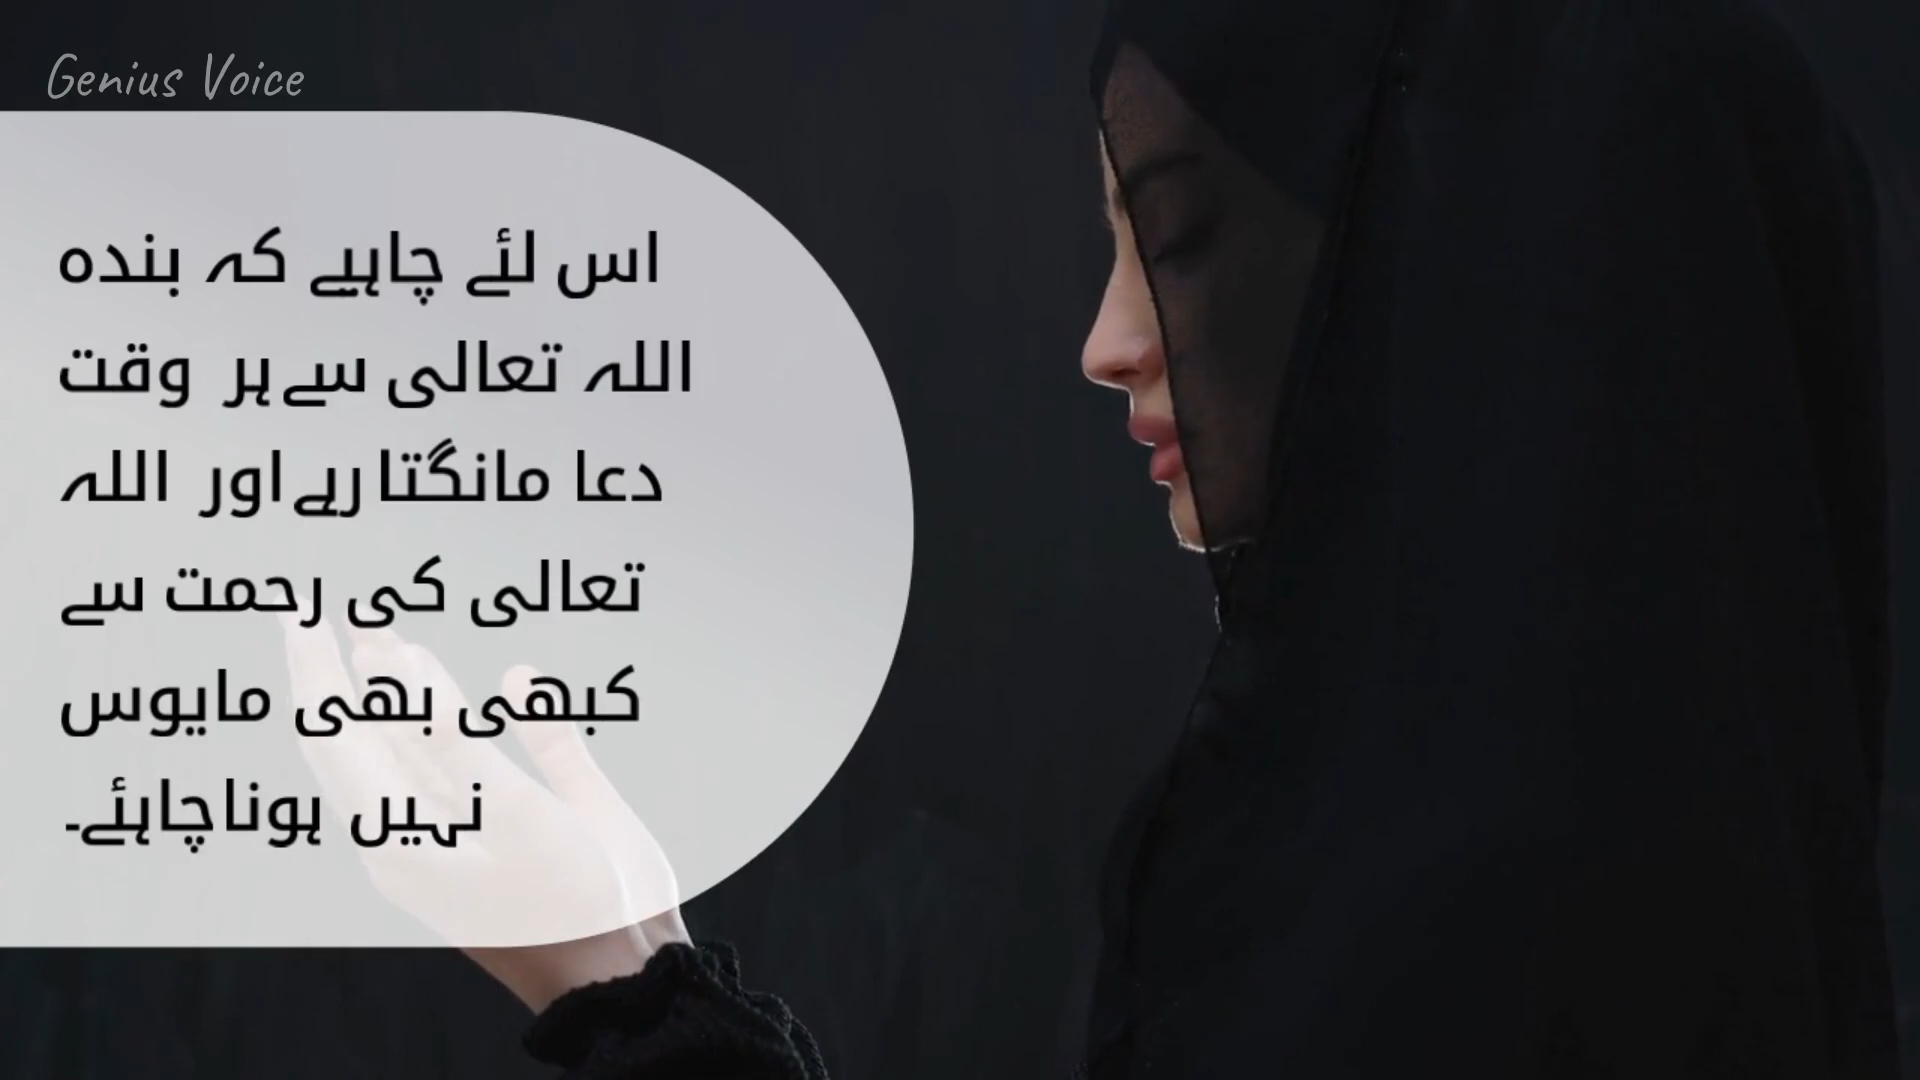 Genius Voice
اس لئے چاہیے کہ بندہ
اللہ تعالی سے ہر وقت
دعا مانگتا رہے اور اللہ
تعالی کی رحمت سے
کبھی بھی مایوس
نہیں ہونا چاہئے۔